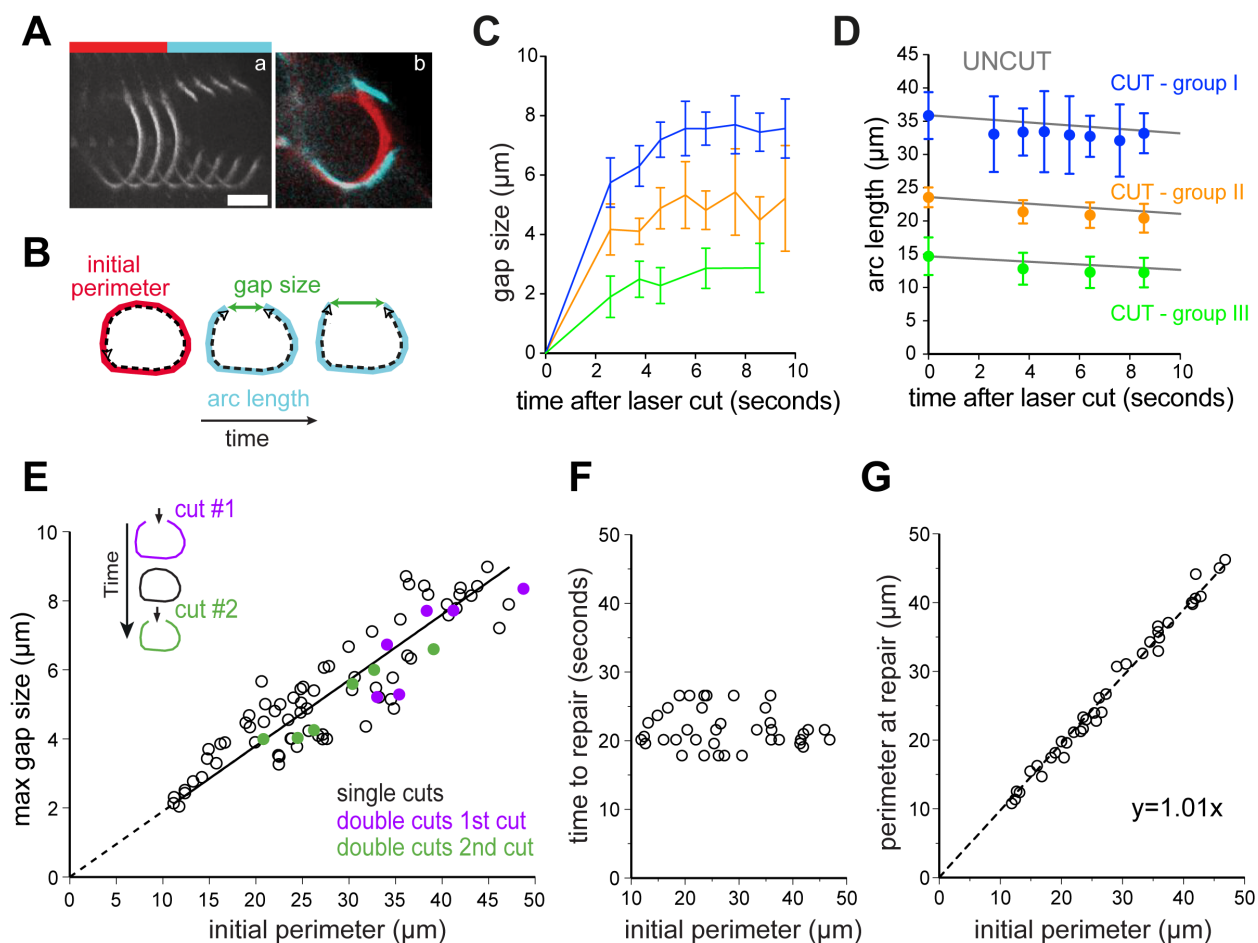 A
a
b
B
initial
perimeter
gap size
arc length
time
C
gap size (µm)
8
6
4
2
0
0
2
4
6
8
10
time after laser cut (seconds)
D
arc length (µm)
45
40
35
30
25
20
15
10
5
0
UNCUT
CUT - group I
CUT - group II
CUT - group III
0
2
4
6
8
10
time after laser cut (seconds)
E
max gap size (µm)
10
8
6
4
2
0
Time
cut #1
cut #2
single cuts
double cuts 1st cut
double cuts 2nd cut
0
5
10
15
20
25
30
35
40
45
50
initial perimeter (µm)
F
time to repair (seconds)
50
40
30
20
10
0
10
20
30
40
50
initial perimeter (µm)
G
perimeter at repair (µm)
50
40
30
20
10
0
y=1.01x
0
10
20
30
40
50
initial perimeter (µm)